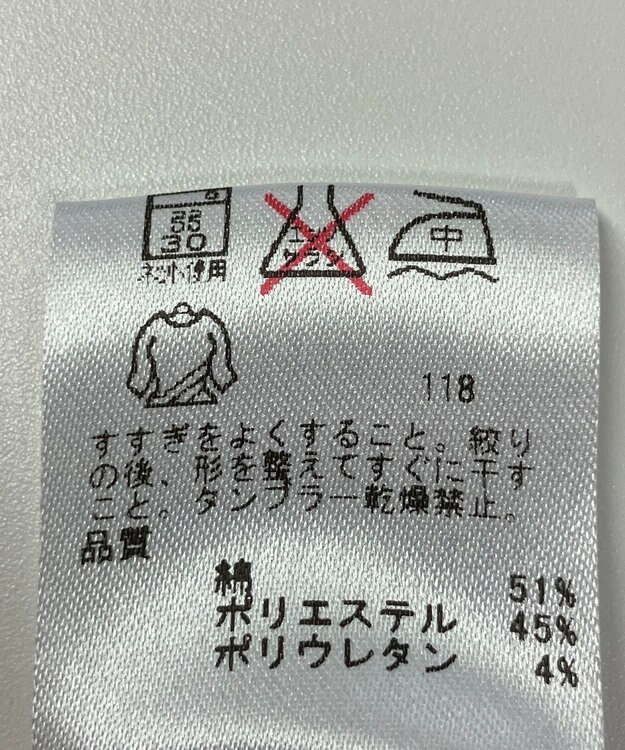 弱
30
エンソ
サラシ
中
ネット使用
118
すすぎをよくすること。絞り
の後、形を整えてすぐに干す
こと。タンブラー乾燥禁止。
品質
綿 51%
ポリエステル 45%
ポリウレタン 4%